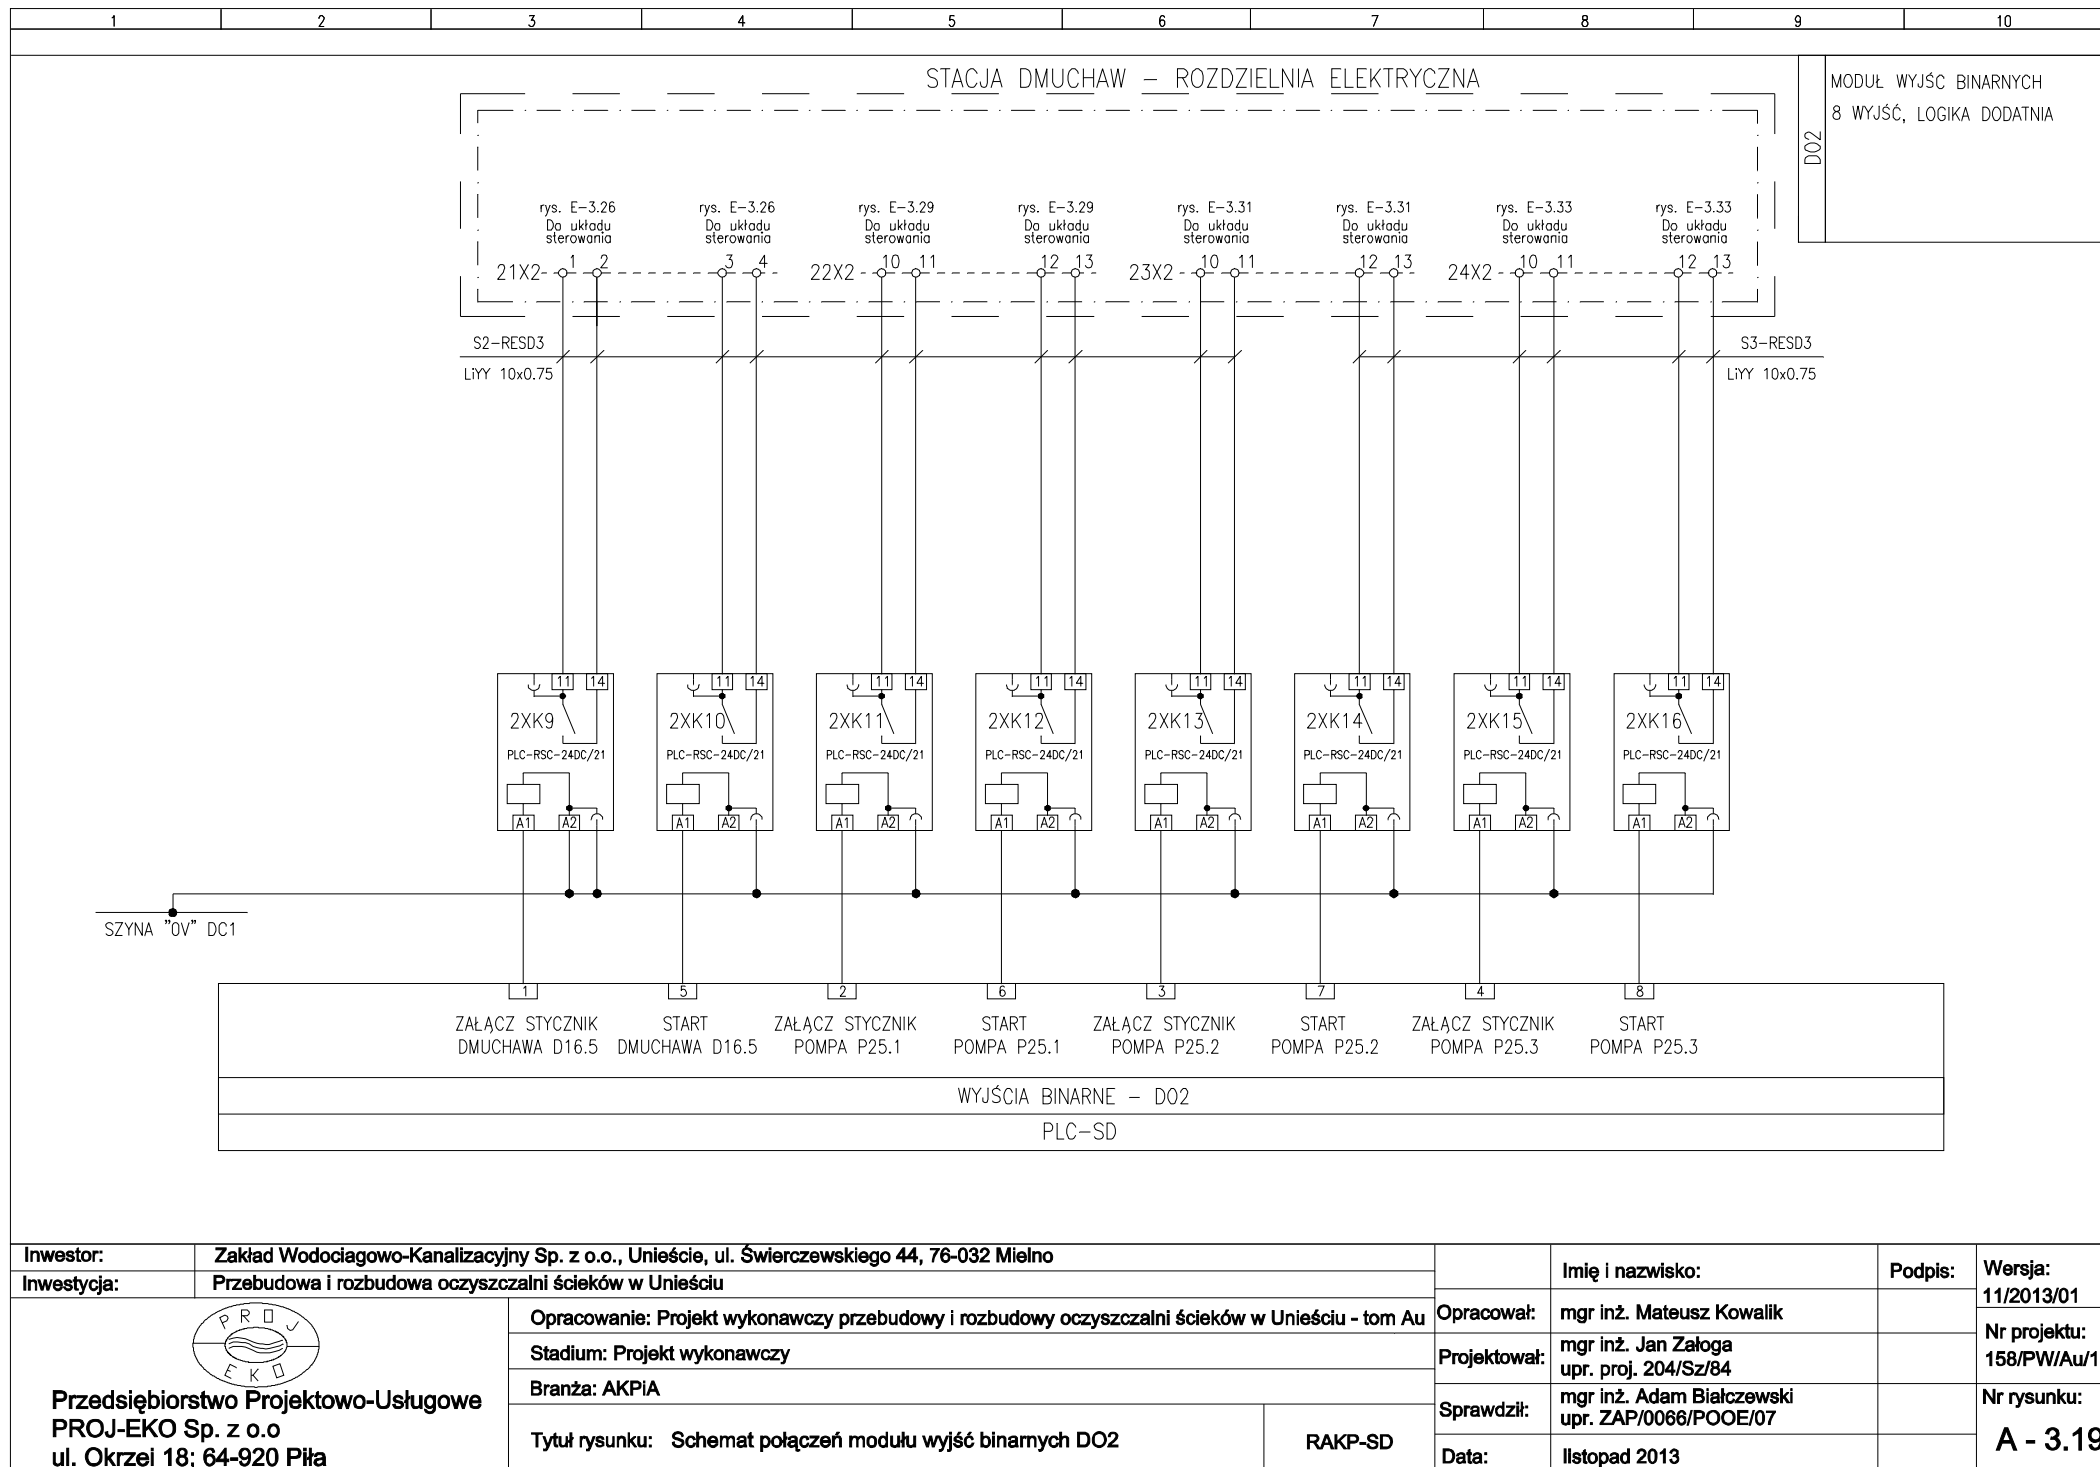 1 2 3 4 5 6 7 8 9 10
STACJA DMUCHAW – ROZDZIELNIA ELEKTRYCZNA
MODUŁ WYJŚC BINARNYCH
8 WYJŚĆ, LOGIKA DODATNIA
DO2
rys. E–3.26 rys. E–3.26 rys. E–3.29 rys. E–3.29 rys. E–3.31 rys. E–3.31 rys. E–3.33 rys. E–3.33
Do układu Do układu Do układu Do układu Do układu Do układu Do układu Do układu
sterowania sterowania sterowania sterowania sterowania sterowania sterowania sterowania
21X2 1 2 3 4 22X2 10 11 12 13 23X2 10 11 12 13 24X2 10 11 12 13
S2–RESD3 S3–RESD3
LiYY 10x0.75 LiYY 10x0.75
11 14 11 14 11 14 11 14 11 14 11 14 11 14 11 14
2XK9 2XK10 2XK11 2XK12 2XK13 2XK14 2XK15 2XK16
PLC–RSC–24DC/21 PLC–RSC–24DC/21 PLC–RSC–24DC/21 PLC–RSC–24DC/21 PLC–RSC–24DC/21 PLC–RSC–24DC/21 PLC–RSC–24DC/21 PLC–RSC–24DC/21
A1 A2 A1 A2 A1 A2 A1 A2 A1 A2 A1 A2 A1 A2 A1 A2
SZYNA "0V" DC1
1 5 2 6 3 7 4 8
ZAŁĄCZ STYCZNIK START ZAŁĄCZ STYCZNIK START ZAŁĄCZ STYCZNIK START ZAŁĄCZ STYCZNIK START
DMUCHAWA D16.5 DMUCHAWA D16.5 POMPA P25.1 POMPA P25.1 POMPA P25.2 POMPA P25.2 POMPA P25.3 POMPA P25.3
WYJŚCIA BINARNE – DO2
PLC–SD
Inwestor: Zakład Wodociagowo-Kanalizacyjny Sp. z o.o., Unieście, ul. Świerczewskiego 44, 76-032 Mielno
Inwestycja: Przebudowa i rozbudowa oczyszczalni ścieków w Unieściu
PROJ
EKO
Przedsiębiorstwo Projektowo-Usługowe
PROJ-EKO Sp. z o.o
ul. Okrzei 18; 64-920 Piła
Opracowanie: Projekt wykonawczy przebudowy i rozbudowy oczyszczalni ścieków w Unieściu - tom Au
Stadium: Projekt wykonawczy
Branża: AKPiA
Tytuł rysunku: Schemat połączeń modułu wyjść binarnych DO2
RAKP-SD
Imię i nazwisko: Podpis:
Opracował: mgr inż. Mateusz Kowalik
Projektował: mgr inż. Jan Załoga
upr. proj. 204/Sz/84
Sprawdził: mgr inż. Adam Białczewski
upr. ZAP/0066/POOE/07
Data: listopad 2013
Wersja:
11/2013/01
Nr projektu:
158/PW/Au/1
Nr rysunku:
A - 3.19